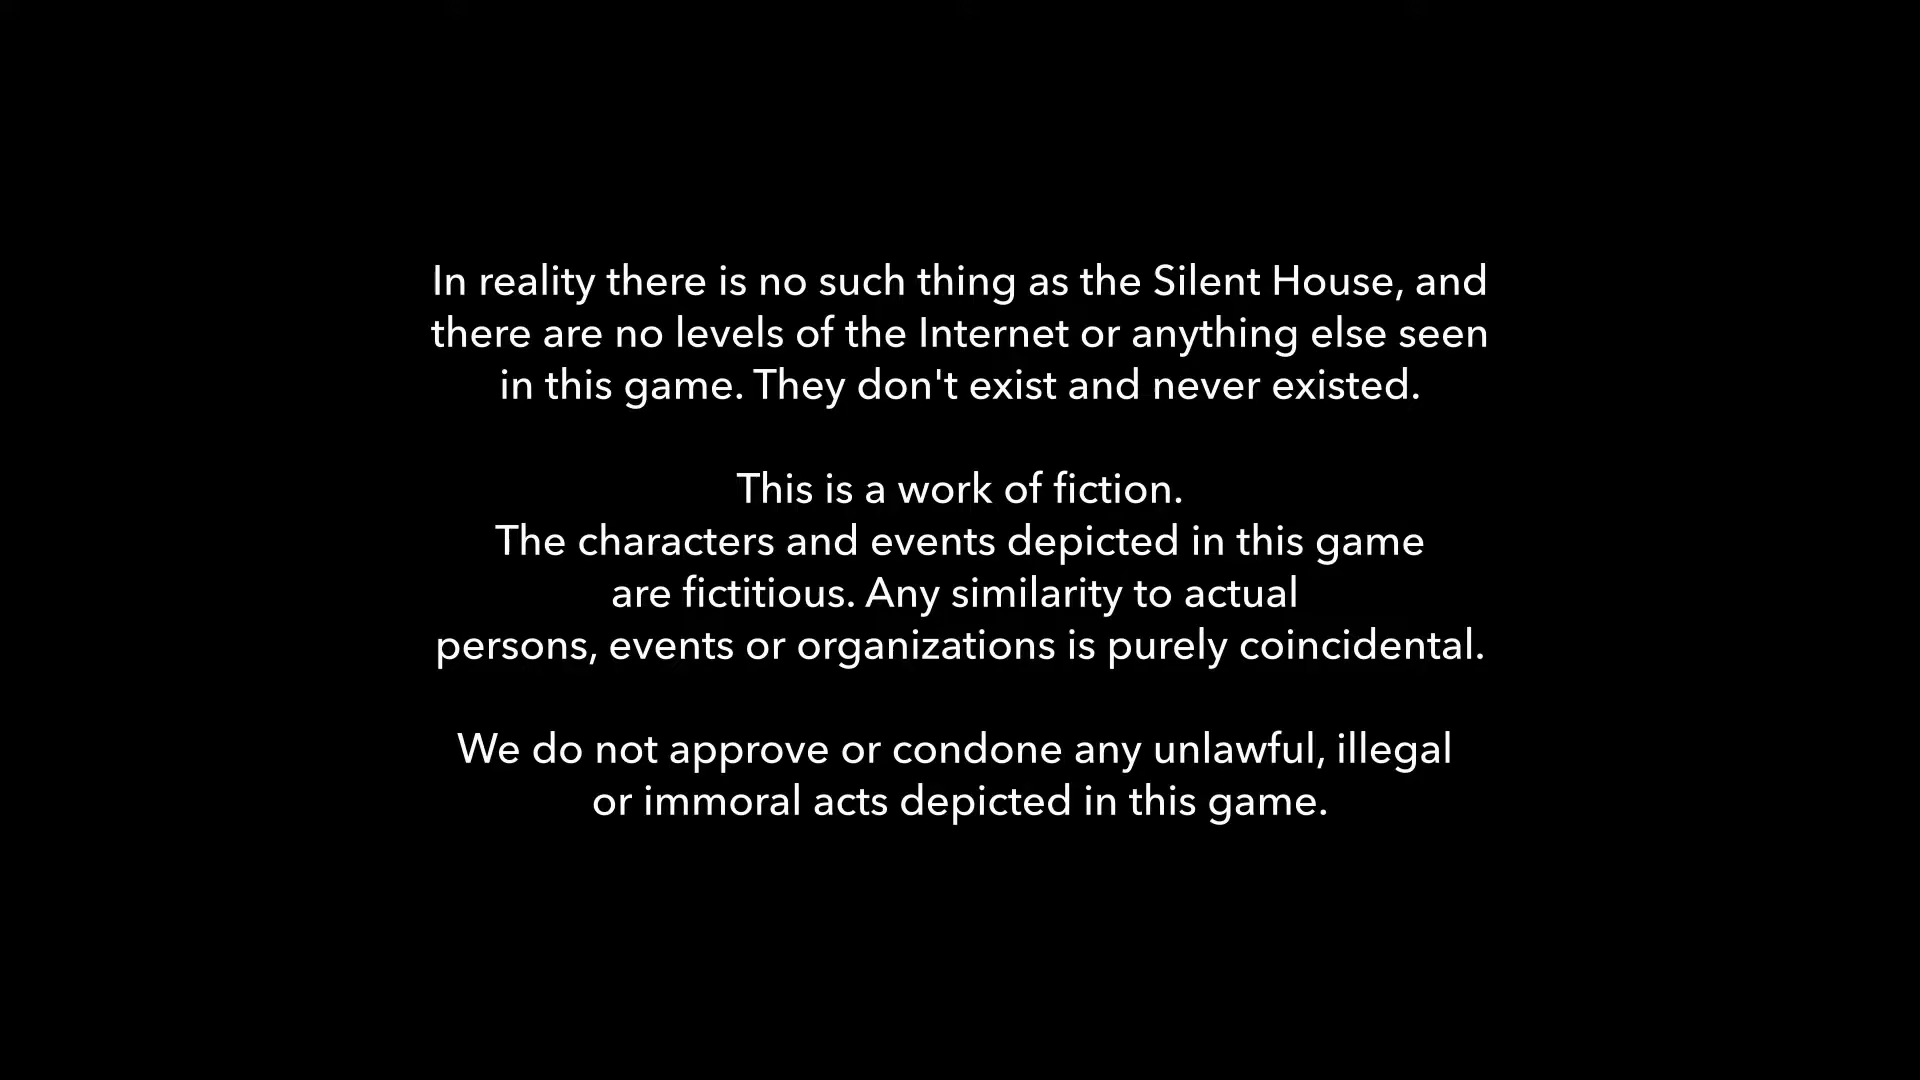 In reality there is no such thing as the Silent House, and
there are no levels of the Internet or anything else seen
in this game. They don't exist and never existed.
This is a work of fiction.
The characters and events depicted in this game
are fictitious. Any similarity to actual
persons, events or organizations is purely coincidental.
We do not approve or condone any unlawful, illegal
or immoral acts depicted in this game.